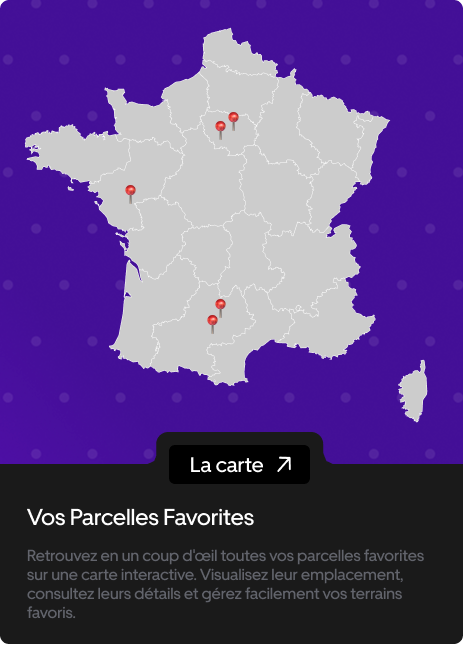 La carte
Vos Parcelles Favorites
Retrouvez en un coup d'œil toutes vos parcelles favorites
sur une carte interactive. Visualisez leur emplacement,
consultez leurs détails et gérez facilement vos terrains
favoris.